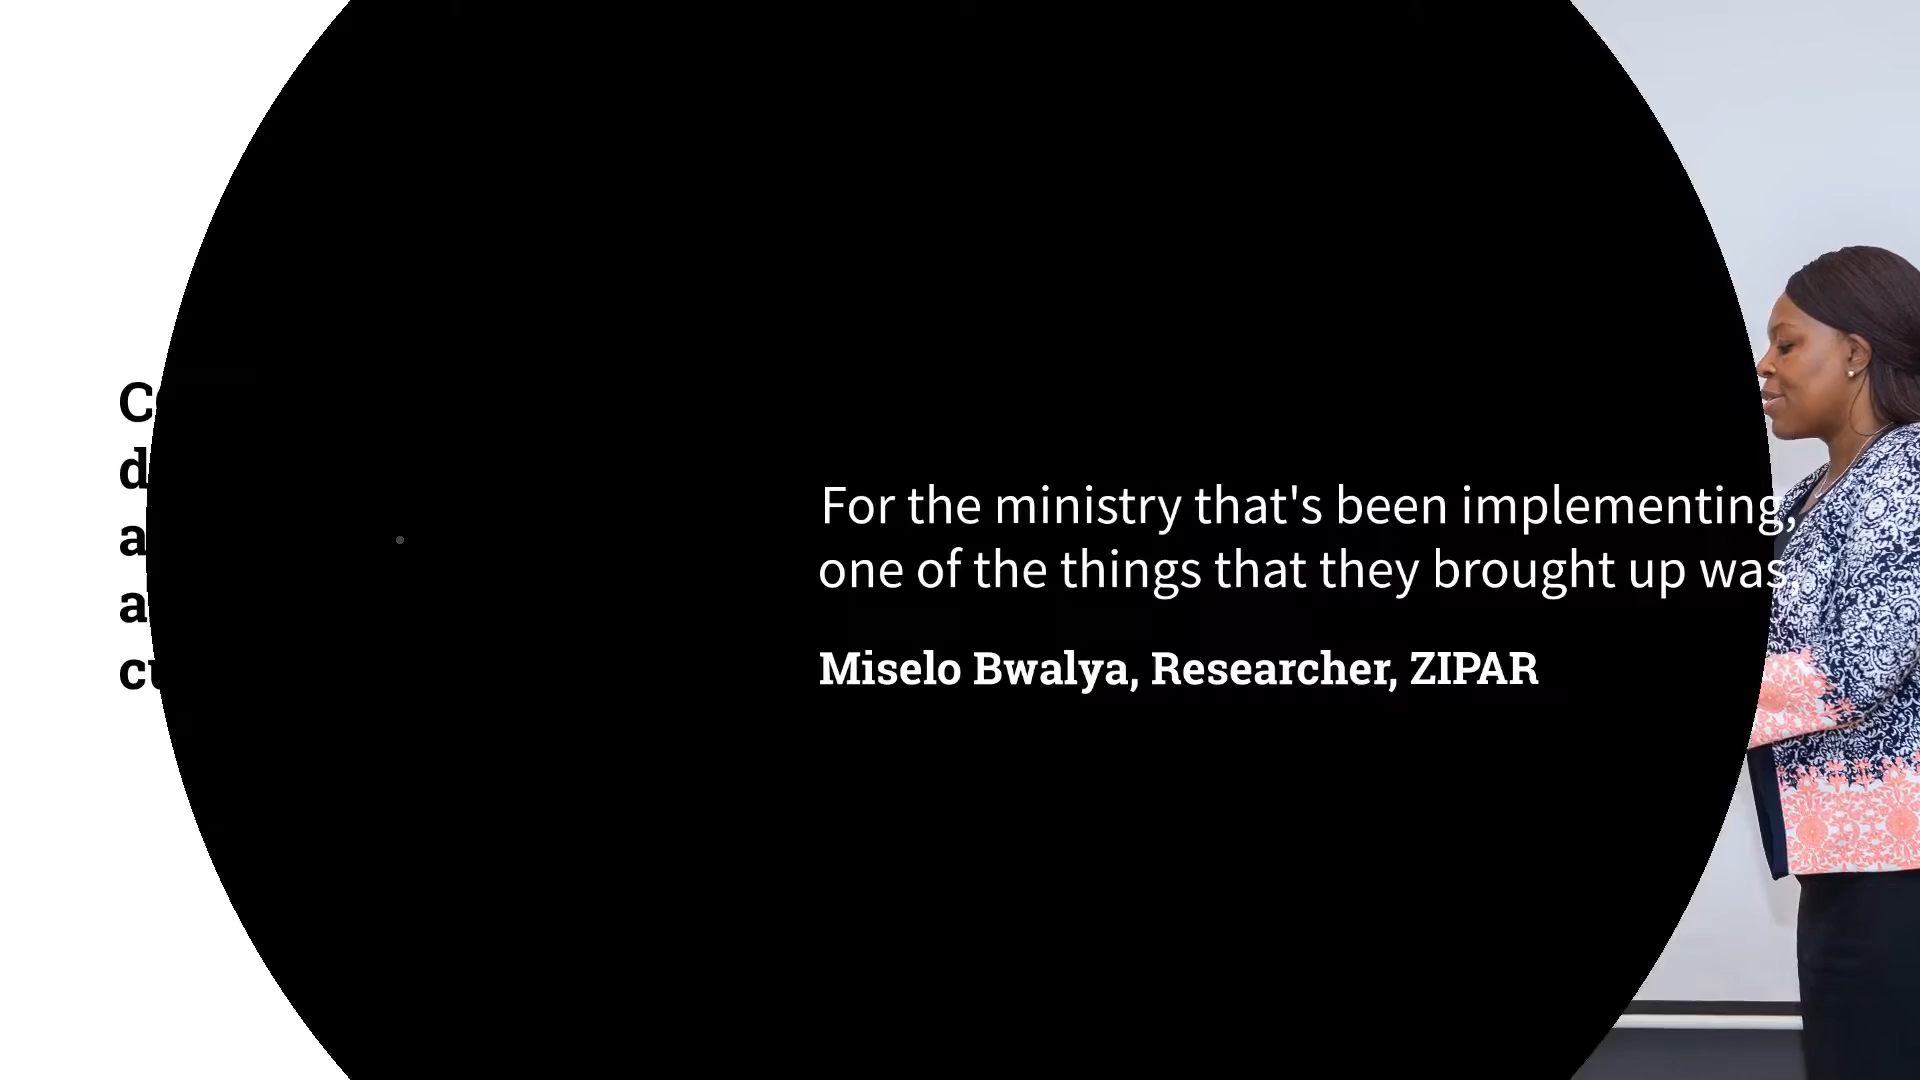 For the ministry that's been implementing,
one of the things that they brought up was,
Miselo Bwalya, Researcher, ZIPAR